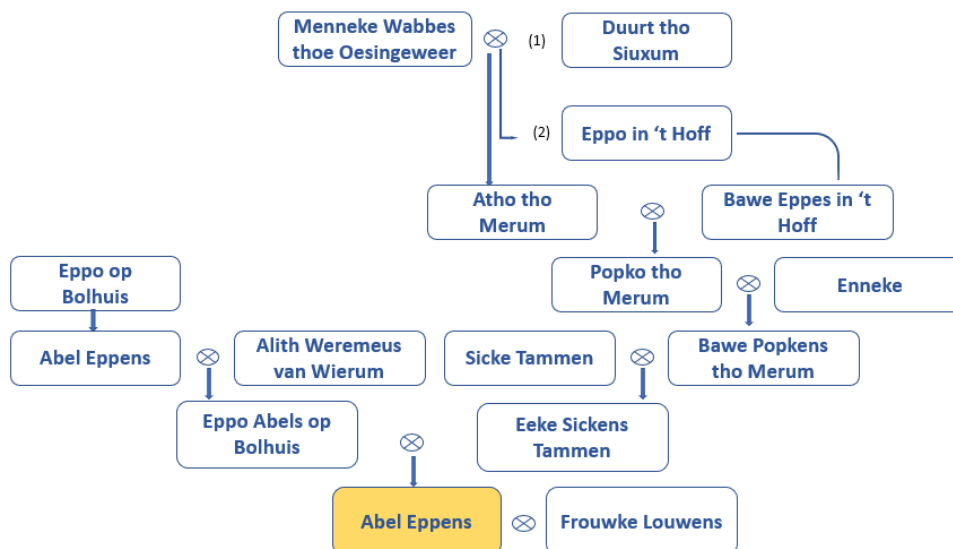 Menneke Wabbes
thoe Oesingeweer
(1)
Duurt tho
Siuxum
(2)
Eppo in ‘t Hoff
Atho tho
Merum
Bawe Eppes in ‘t
Hoff
Eppo op
Bolhuis
Popko tho
Merum
Enneke
Abel Eppens
Alith Weremeus
van Wierum
Sicke Tammen
Bawe Popkens
tho Merum
Eppo Abels op
Bolhuis
Eeke Sickens
Tammen
Abel Eppens
Frouwke Louwens